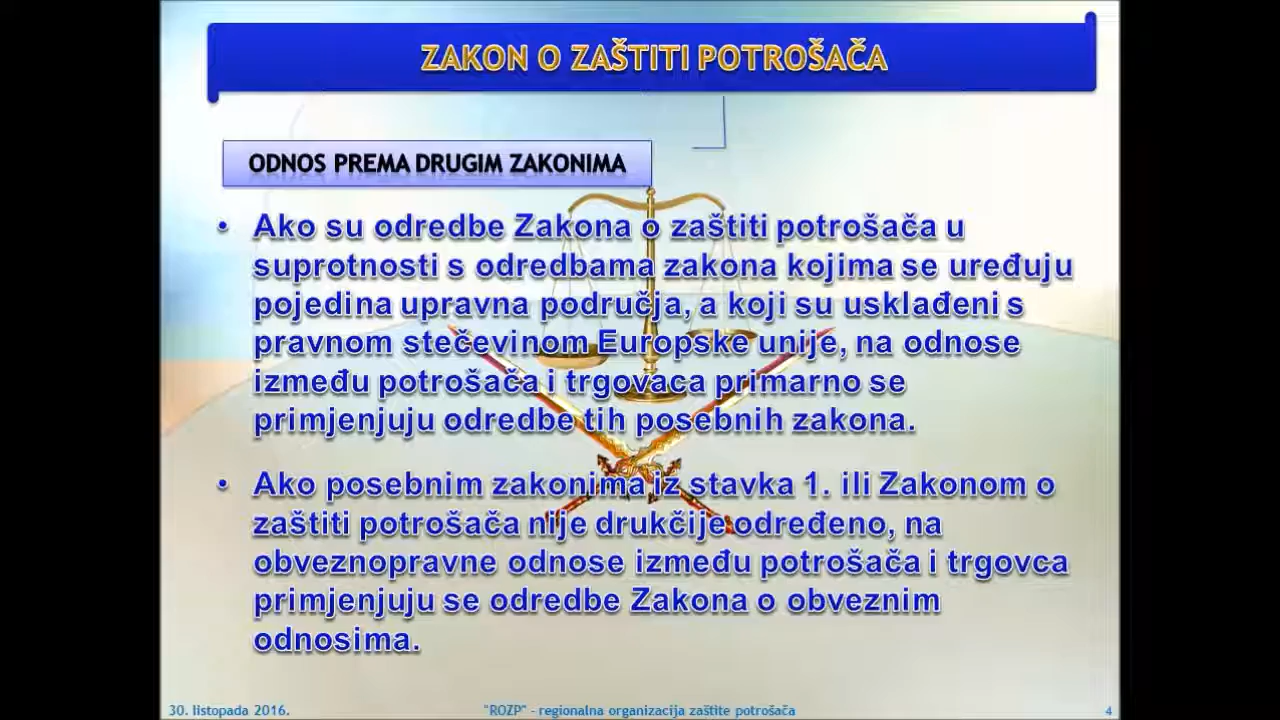 ZAKON O ZAŠTITI POTROŠAČA
ODNOS PREMA DRUGIM ZAKONIMA
• Ako su odredbe Zakona o zaštiti potrošača u
suprotnosti s odredbama zakona kojima se uređuju
pojedina upravna područja, a koji su usklađeni s
pravnom stečevinom Europske unije, na odnose
između potrošača i trgovaca primarno se
primjenjuju odredbe tih posebnih zakona.
• Ako posebnim zakonima iz stavka 1. ili Zakonom o
zaštiti potrošača nije drukčije određeno, na
obveznopravne odnose između potrošača i trgovca
primjenjuju se odredbe Zakona o obveznim
odnosima.
30. listopada 2016.
"ROZP" - regionalna organizacija zaštite potrošača
4